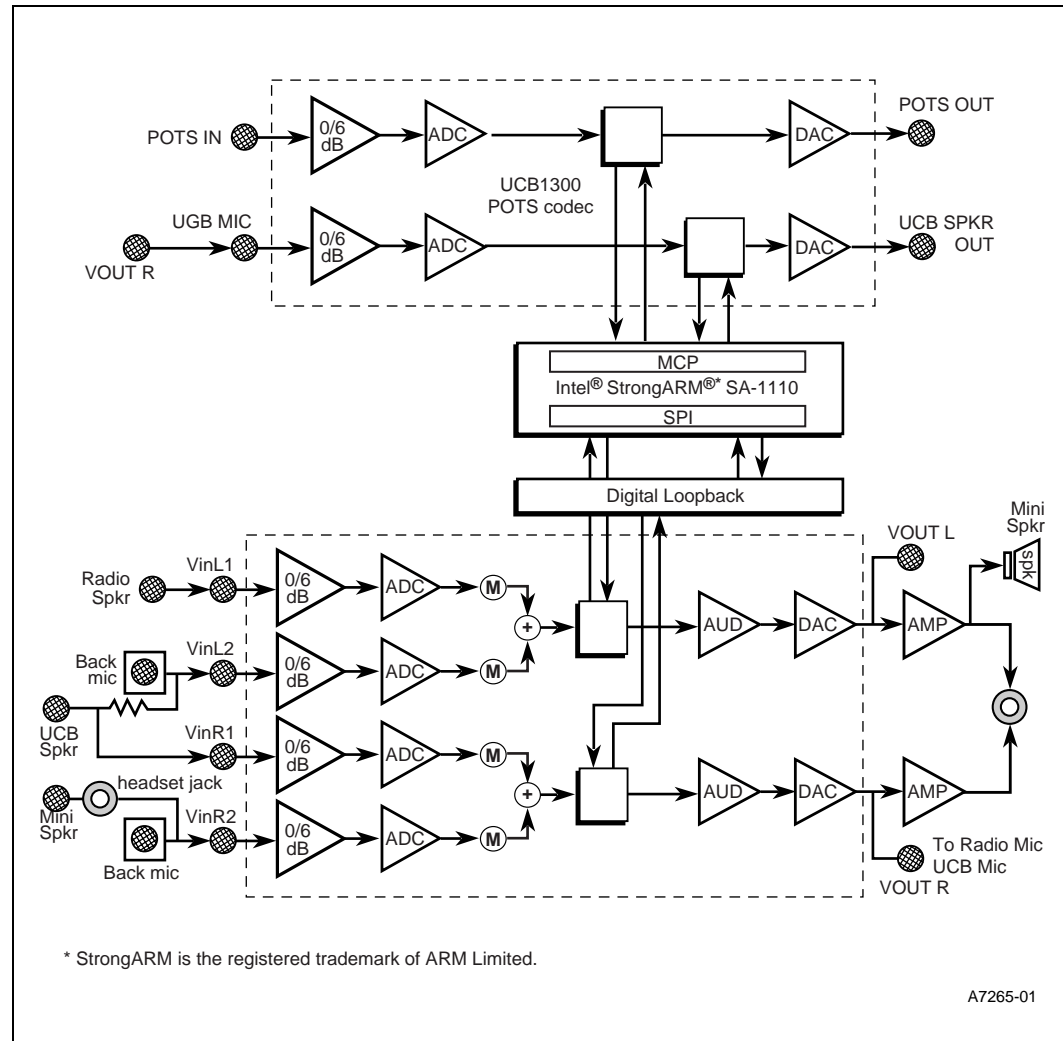 POTS IN
0/6
dB
ADC
DAC
POTS OUT
UCB1300
POTS codec
UGB MIC
VOUT R
0/6
dB
ADC
DAC
UCB SPKR
OUT
MCP
Intel® StrongARM®* SA-1110
SPI
Digital Loopback
Mini
Spkr
spk
VOUT L
Radio
Spkr
VinL1
0/6
dB
ADC
M
+
AUD
DAC
AMP
Back
mic
VinL2
0/6
dB
ADC
M
UCB
Spkr
VinR1
0/6
dB
ADC
M
+
AUD
DAC
AMP
headset jack
Mini
Spkr
VinR2
0/6
dB
ADC
M
Back mic
To Radio Mic
UCB Mic
VOUT R
* StrongARM is the registered trademark of ARM Limited.
A7265-01